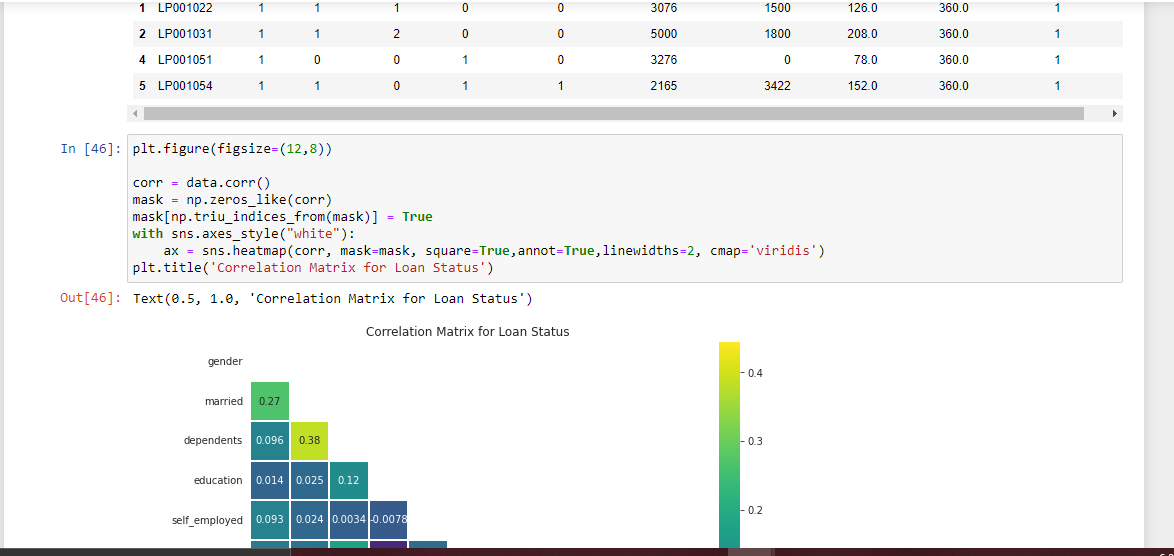 1 LP001022 1 1 1 0 0 3076 1500 126.0 360.0 1
2 LP001031 1 1 2 0 0 5000 1800 208.0 360.0 1
4 LP001051 1 0 0 1 0 3276 0 78.0 360.0 1
5 LP001054 1 1 0 1 1 2165 3422 152.0 360.0 1
In [46]: plt.figure(figsize=(12,8))
corr = data.corr()
mask = np.zeros_like(corr)
mask[np.triu_indices_from(mask)] = True
with sns.axes_style("white"):
    ax = sns.heatmap(corr, mask=mask, square=True,annot=True,linewidths=2, cmap='viridis')
plt.title('Correlation Matrix for Loan Status')
Out[46]: Text(0.5, 1.0, 'Correlation Matrix for Loan Status')
Correlation Matrix for Loan Status
gender
married 0.27
dependents 0.096 0.38
education 0.014 0.025 0.12
self_employed 0.093 0.024 0.0034 -0.0078
0.4
0.3
0.2